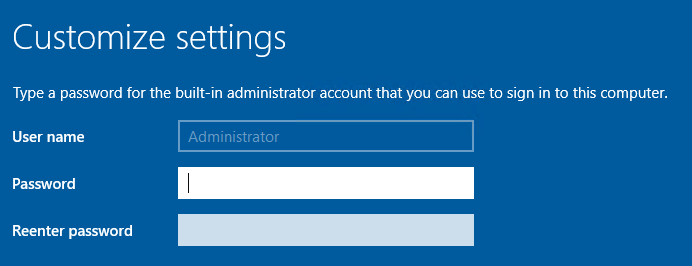 Customize settings
Type a password for the built-in administrator account that you can use to sign in to this computer.
User name
Administrator
Password
Reenter password